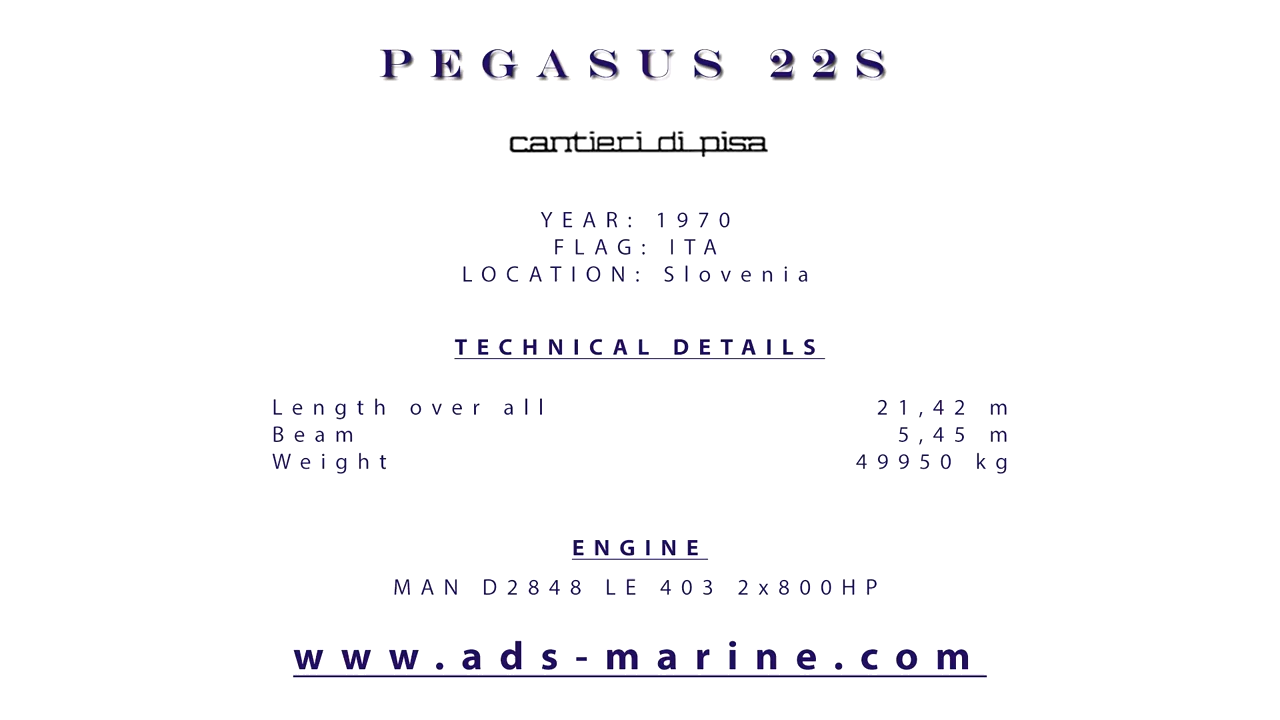 PEGASUS 22S
cantieri di pisa
YEAR: 1970
FLAG: ITA
LOCATION: Slovenia
TECHNICAL DETAILS
Length over all 21,42 m
Beam 5,45 m
Weight 49950 kg
ENGINE
MAN D2848 LE 403 2x800HP
www.ads-marine.com